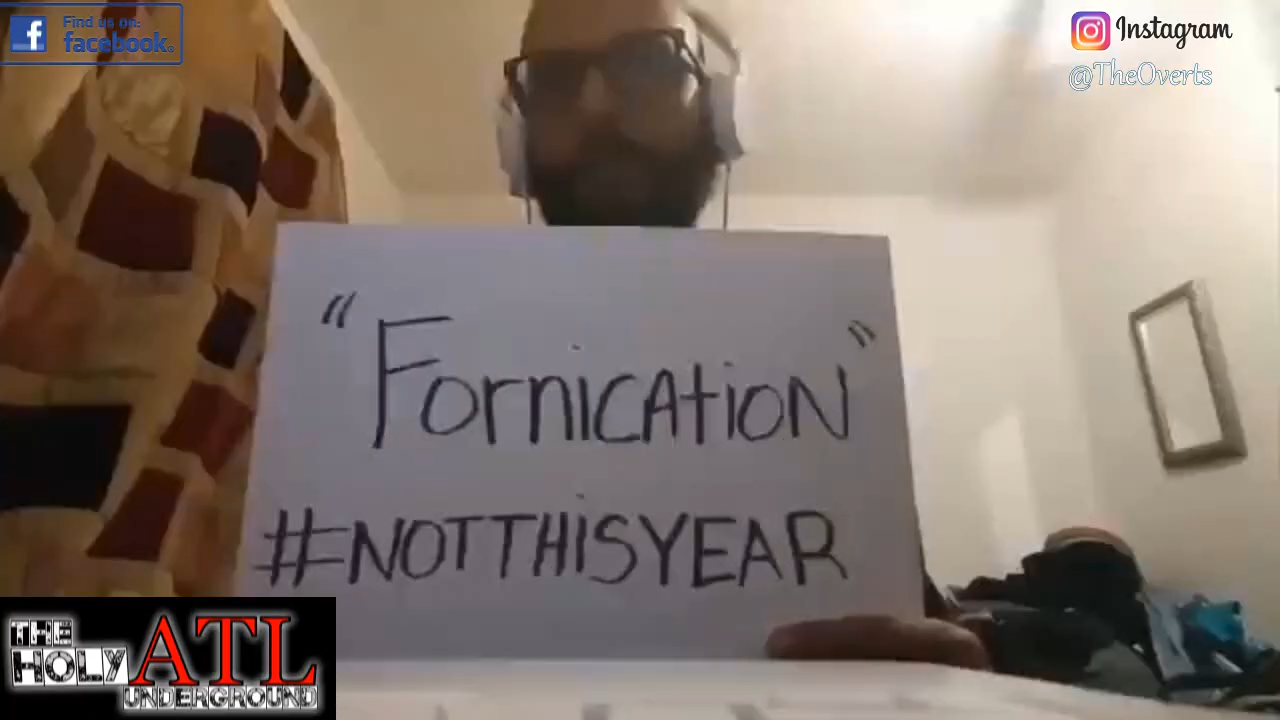 Find us on:
facebook.
Instagram
@TheOverts
"Fornication"
#NOTTHiSYEAR
THE HOLY ATL
UNDERGROUND